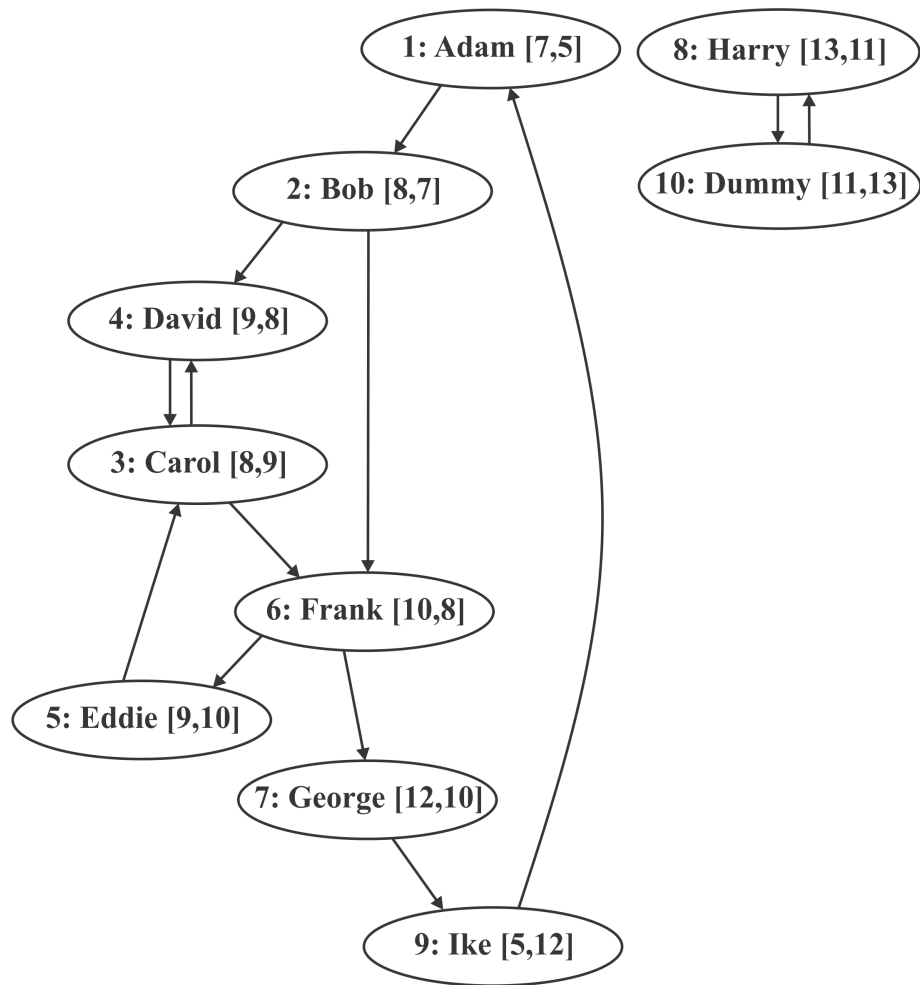 1: Adam [7,5]
8: Harry [13,11]
2: Bob [8,7]
10: Dummy [11,13]
4: David [9,8]
3: Carol [8,9]
6: Frank [10,8]
5: Eddie [9,10]
7: George [12,10]
9: Ike [5,12]